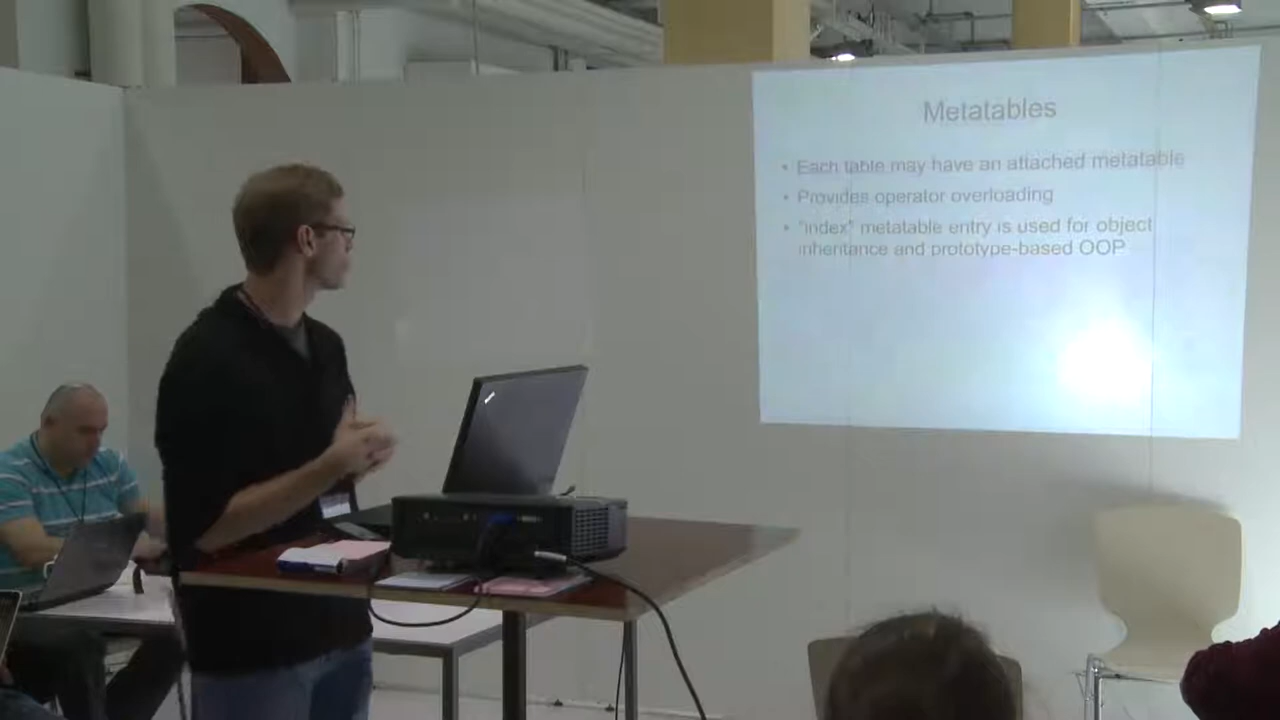 Metatables
• Each table may have an attached metatable
• Provides operator overloading
• "index" metatable entry is used for object
inheritance and prototype-based OOP